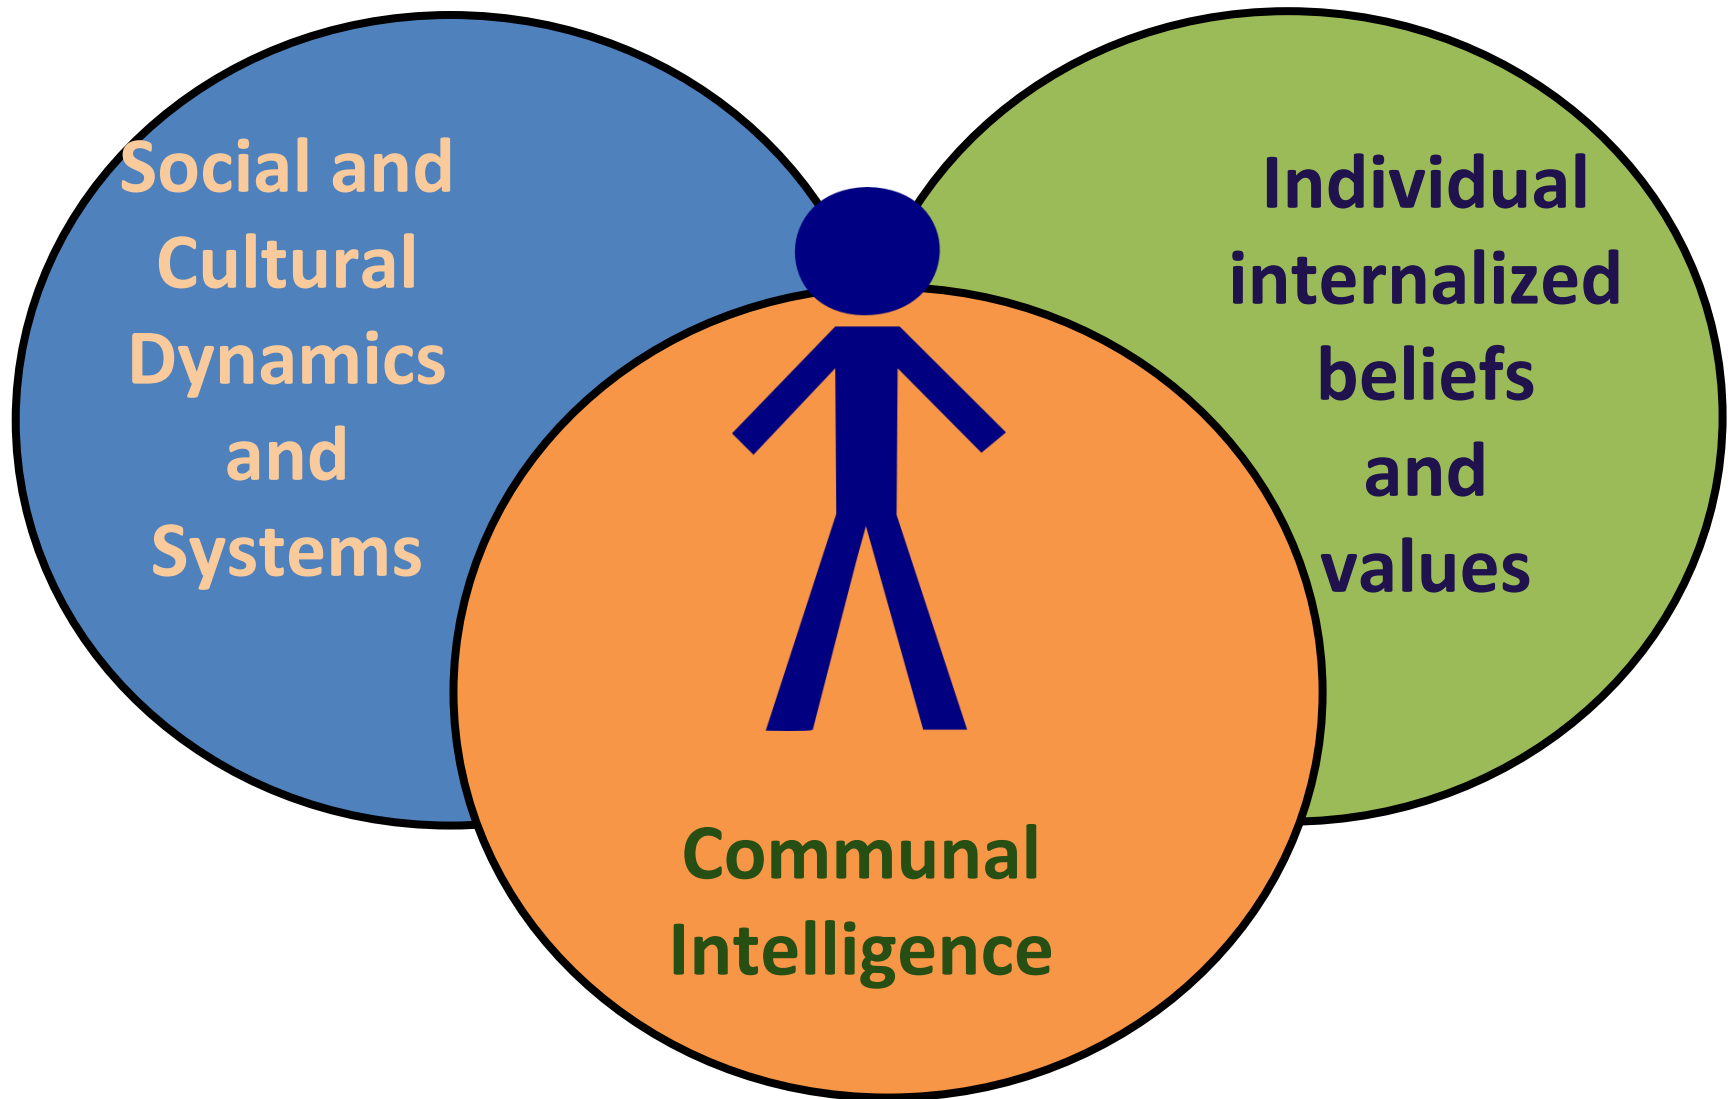 Social and
Cultural
Dynamics
and
Systems
Individual
internalized
beliefs
and
values
Communal
Intelligence